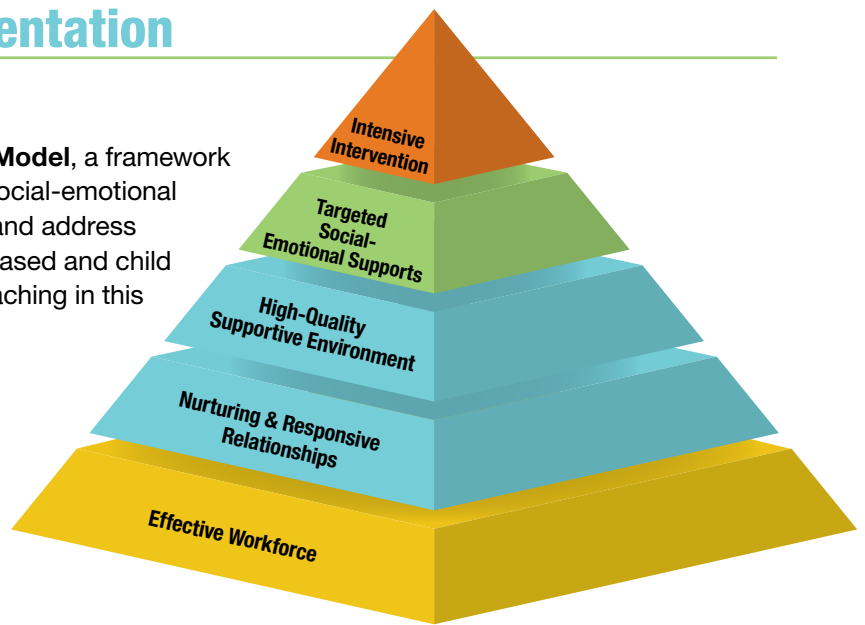 entation
Model, a framework
ocial-emotional
and address
ased and child
aching in this
Intensive
Intervention
Targeted
Social-
Emotional Supports
High-Quality
Supportive Environment
Nurturing & Responsive
Relationships
Effective Workforce